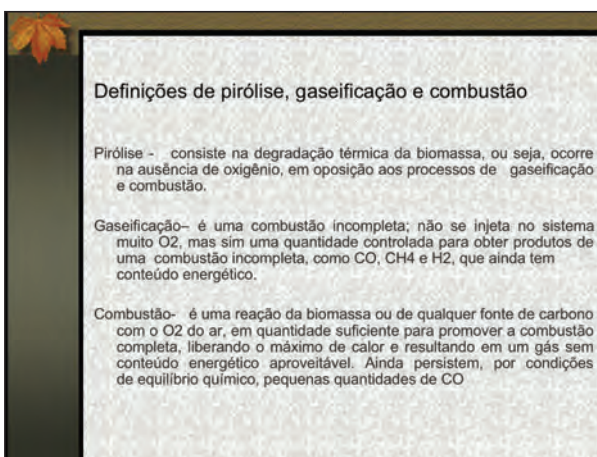 Definições de pirólise, gaseificação e combustão
Pirólise - consiste na degradação térmica da biomassa, ou seja, ocorre
na ausência de oxigênio, em oposição aos processos de gaseificação
e combustão.
Gaseificação– é uma combustão incompleta; não se injeta no sistema
muito O2, mas sim uma quantidade controlada para obter produtos de
uma combustão incompleta, como CO, CH4 e H2, que ainda tem
conteúdo energético.
Combustão- é uma reação da biomassa ou de qualquer fonte de carbono
com o O2 do ar, em quantidade suficiente para promover a combustão
completa, liberando o máximo de calor e resultando em um gás sem
conteúdo energético aproveitável. Ainda persistem, por condições
de equilíbrio químico, pequenas quantidades de CO